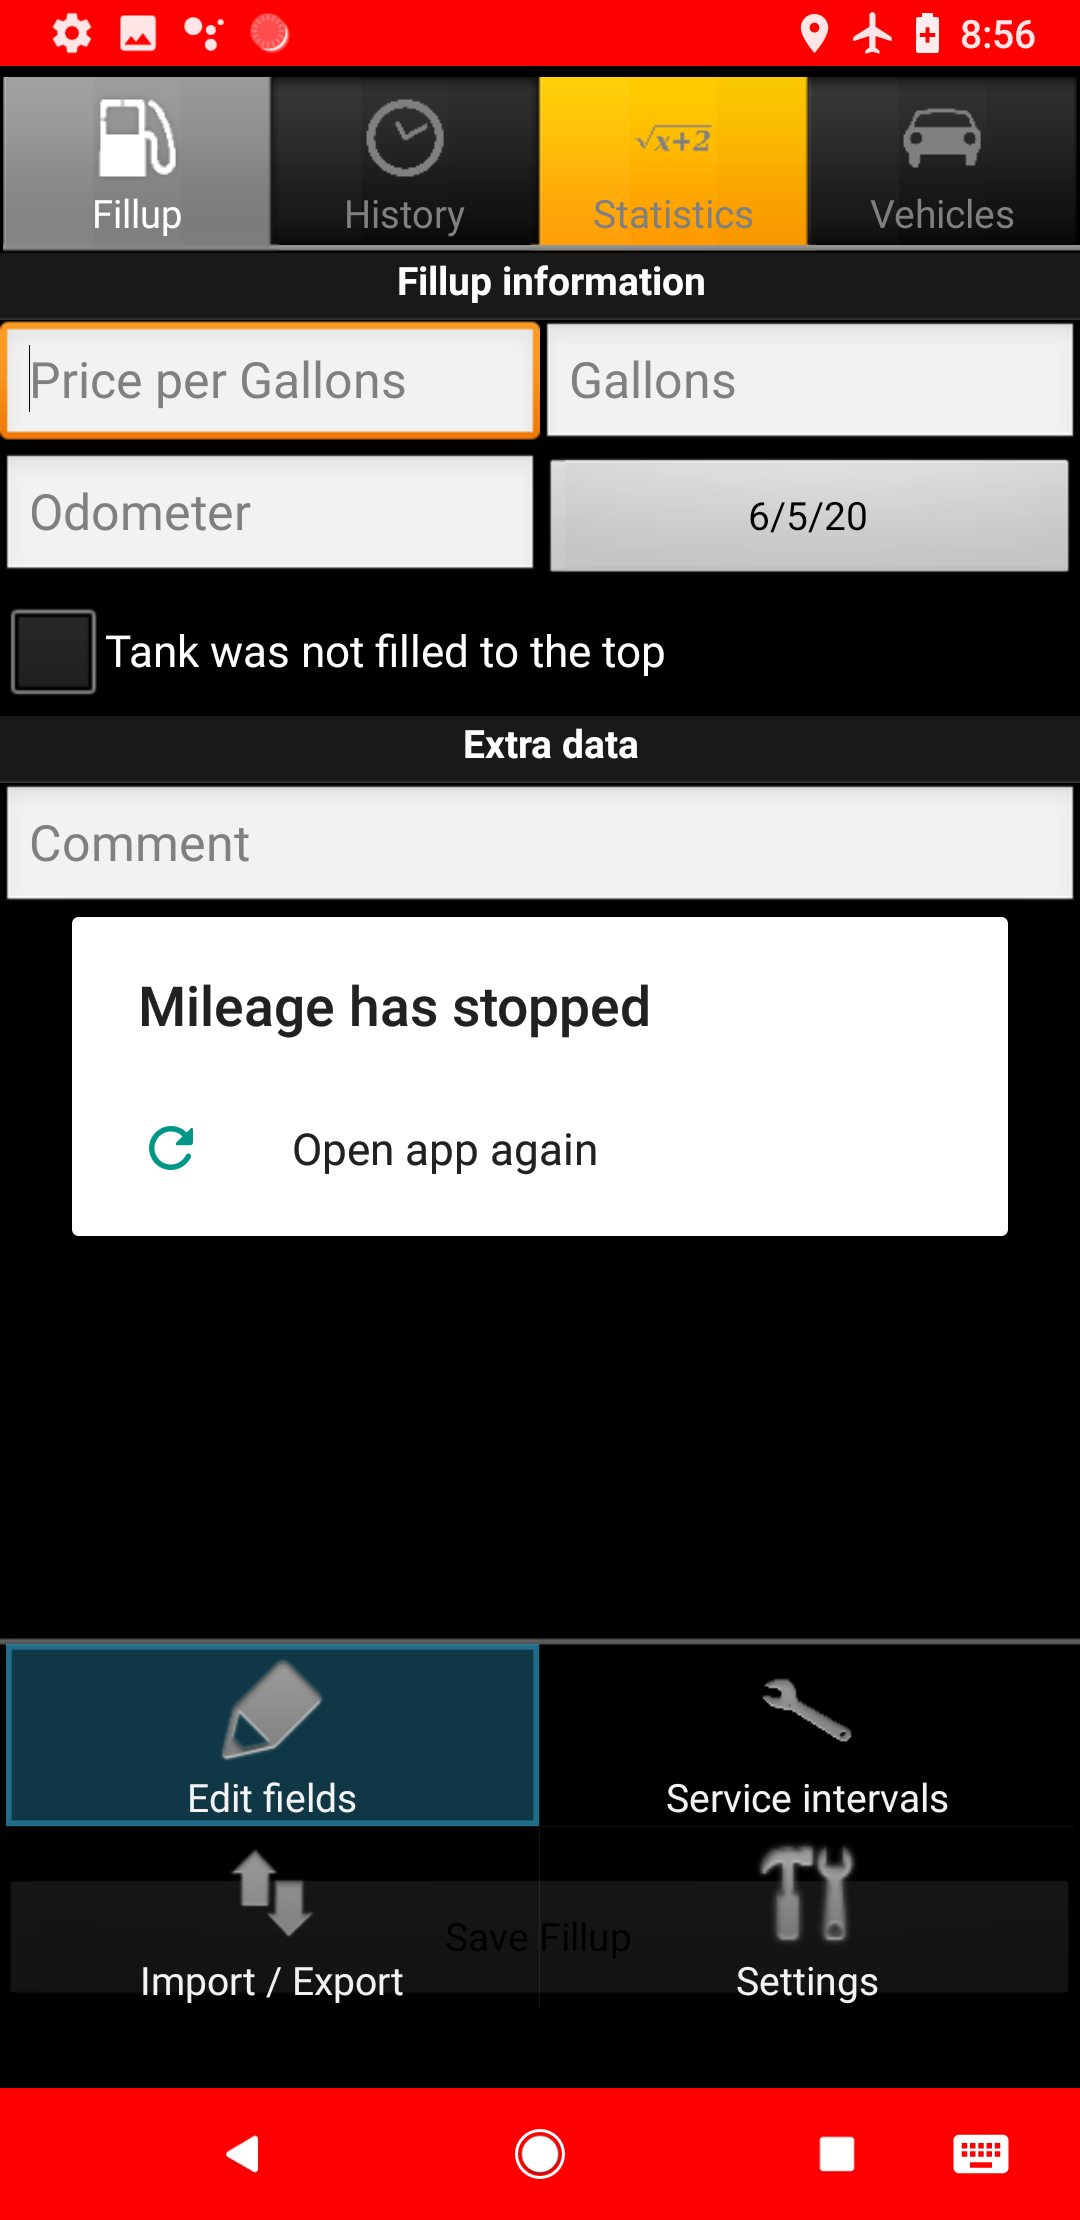 8:56
Fillup
History
√x+2
Statistics
Vehicles
Fillup information
Price per Gallons
Gallons
Odometer
6/5/20
Tank was not filled to the top
Extra data
Comment
Mileage has stopped
Open app again
Edit fields
Service intervals
Save Fillup
Import / Export
Settings